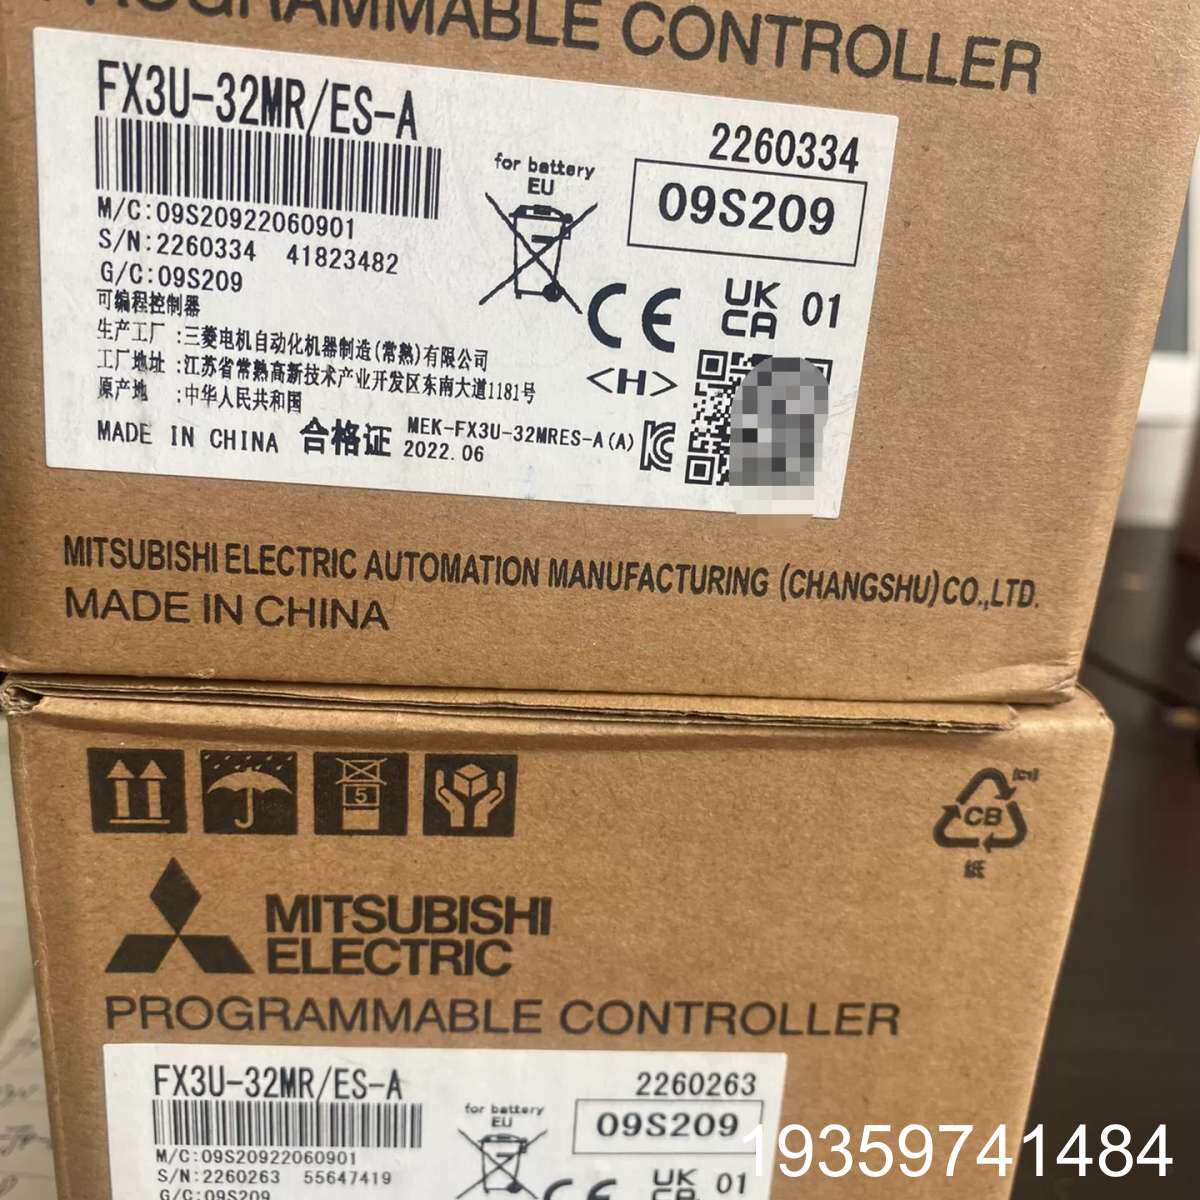 PROGRAMMABLE CONTROLLER
FX3U-32MR/ES-A
2260334
for battery
EU
09S209
M/C:09S20922060901
S/N:2260334 41823482
G/C:09S209
CE
UK
CA
01
可编程控制器
生产工厂 :三菱电机自动化机器制造(常熟)有限公司
工厂地址 :江苏省常熟高新技术产业开发区东南大道1181号
<H>
原产地 :中华人民共和国
MADE IN CHINA
合格证
MEK-FX3U-32MRES-A(A)
2022.06
MITSUBISHI ELECTRIC AUTOMATION MANUFACTURING (CHANGSHU)CO.,LTD.
MADE IN CHINA
5
CB
紙
MITSUBISHI
ELECTRIC
PROGRAMMABLE CONTROLLER
FX3U-32MR/ES-A
2260263
for battery
EU
09S209
M/C:09S20922060901
S/N:2260263 55647419
G/C:09S209
CE
UK
CA
01
19359741484